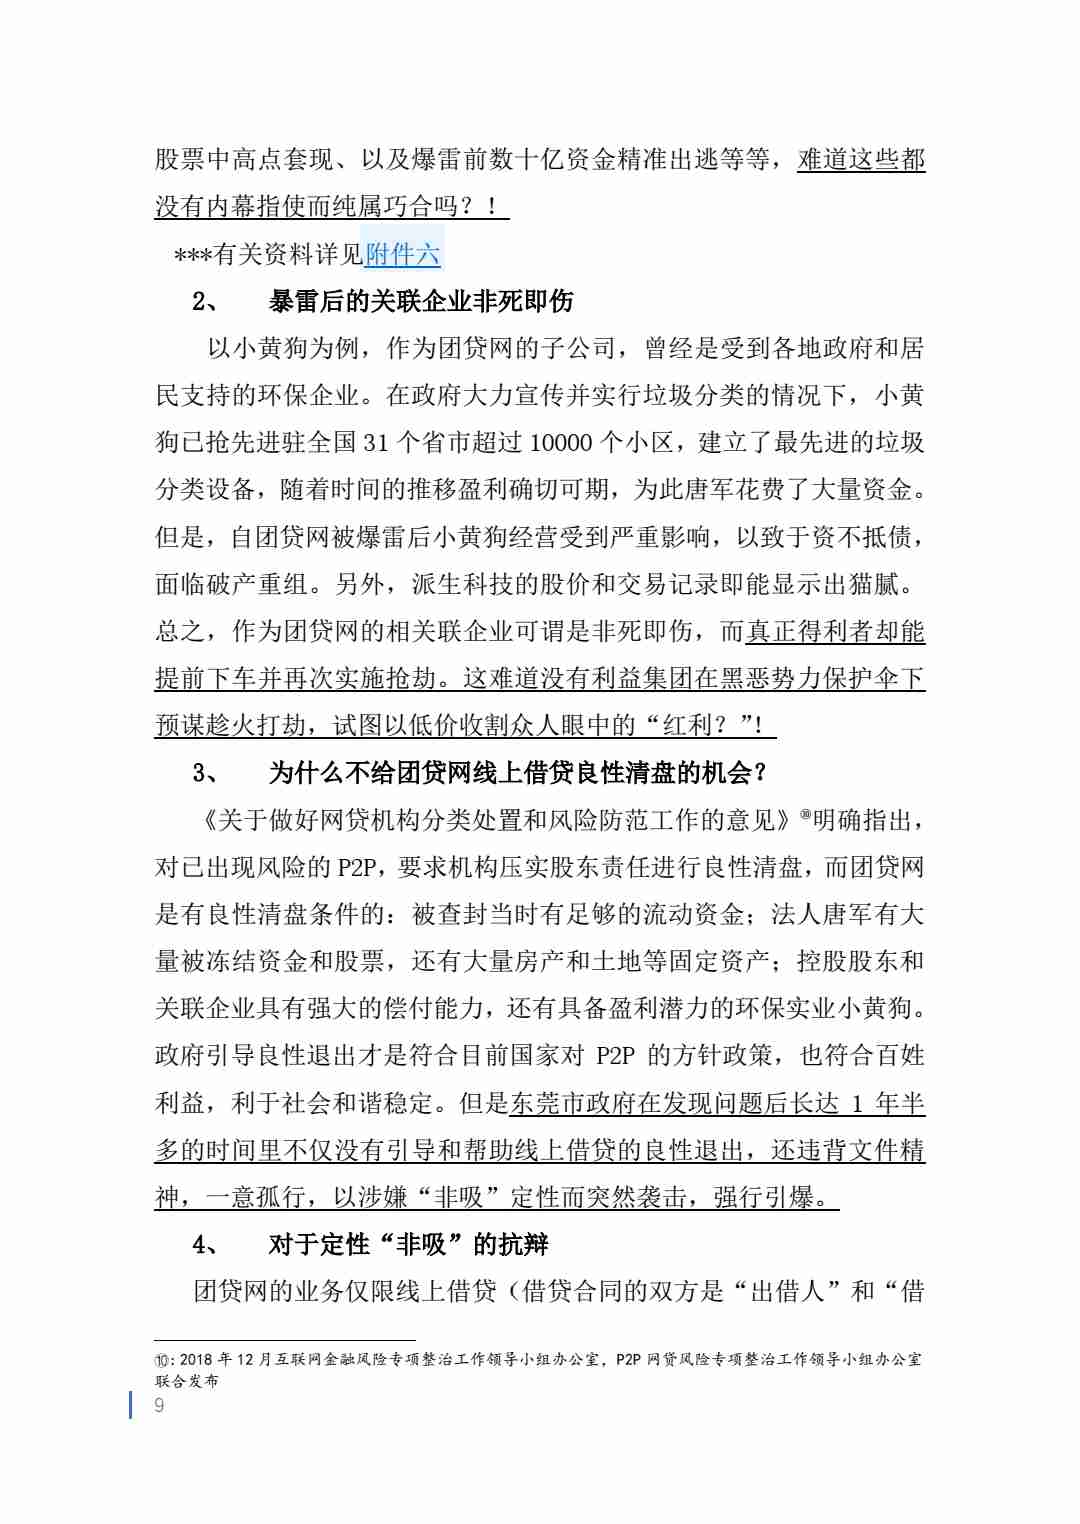 股票中高点套现、以及爆雷前数十亿资金精准出逃等等，难道这些都
没有内幕指使而纯属巧合吗？！
***有关资料详见附件六
2、 暴雷后的关联企业非死即伤
以小黄狗为例，作为团贷网的子公司，曾经是受到各地政府和居
民支持的环保企业。在政府大力宣传并实行垃圾分类的情况下，小黄
狗已抢先进驻全国 31 个省市超过 10000 个小区，建立了最先进的垃圾
分类设备，随着时间的推移盈利确切可期，为此唐军花费了大量资金。
但是，自团贷网被爆雷后小黄狗经营受到严重影响，以致于资不抵债，
面临破产重组。另外，派生科技的股价和交易记录即能显示出猫腻。
总之，作为团贷网的相关联企业可谓是非死即伤，而真正得利者却能
提前下车并再次实施抢劫。这难道没有利益集团在黑恶势力保护伞下
预谋趁火打劫，试图以低价收割众人眼中的“红利？”！
3、 为什么不给团贷网线上借贷良性清盘的机会？
《关于做好网贷机构分类处置和风险防范工作的意见》⑩明确指出，
对已出现风险的 P2P，要求机构压实股东责任进行良性清盘，而团贷网
是有良性清盘条件的：被查封当时有足够的流动资金；法人唐军有大
量被冻结资金和股票，还有大量房产和土地等固定资产；控股股东和
关联企业具有强大的偿付能力，还有具备盈利潜力的环保实业小黄狗。
政府引导良性退出才是符合目前国家对 P2P 的方针政策，也符合百姓
利益，利于社会和谐稳定。但是东莞市政府在发现问题后长达 1 年半
多的时间里不仅没有引导和帮助线上借贷的良性退出，还违背文件精
神，一意孤行，以涉嫌“非吸”定性而突然袭击，强行引爆。
4、 对于定性“非吸”的抗辩
团贷网的业务仅限线上借贷（借贷合同的双方是“出借人”和“借
⑩：2018 年 12 月互联网金融风险专项整治工作领导小组办公室，P2P 网贷风险专项整治工作领导小组办公室
联合发布
9